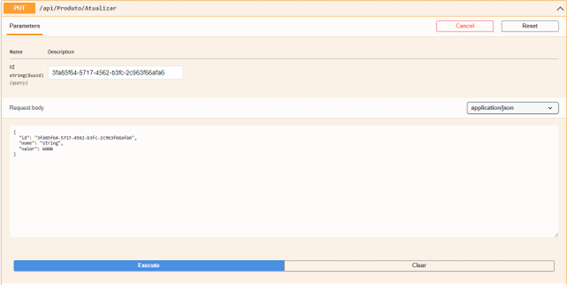 PUT /api/Produto/Atualizar
Parameters Cancel Reset
Name Description
id
string($uuid) 3fa85f64-5717-4562-b3fc-2c963f66afa6
(query)
Request body application/json
{
"id": "3fa85f64-5717-4562-b3fc-2c963f66afa6",
"nome": "string",
"valor": 6000
}
Execute Clear